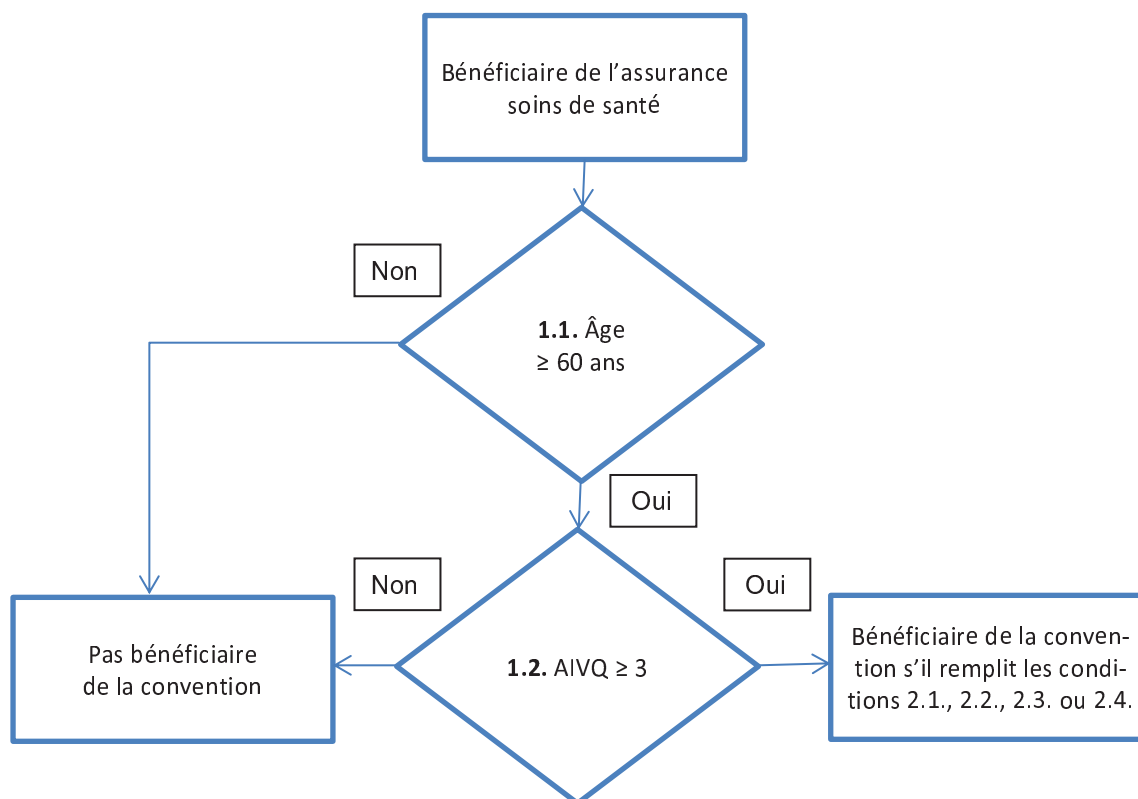 Bénéficiaire de l’assurance
soins de santé
Non
1.1. Âge
≥ 60 ans
Oui
Non
Oui
Pas bénéficiaire
de la convention
1.2. AIVQ ≥ 3
Bénéficiaire de la conven-
tion s’il remplit les condi-
tions 2.1., 2.2., 2.3. ou 2.4.